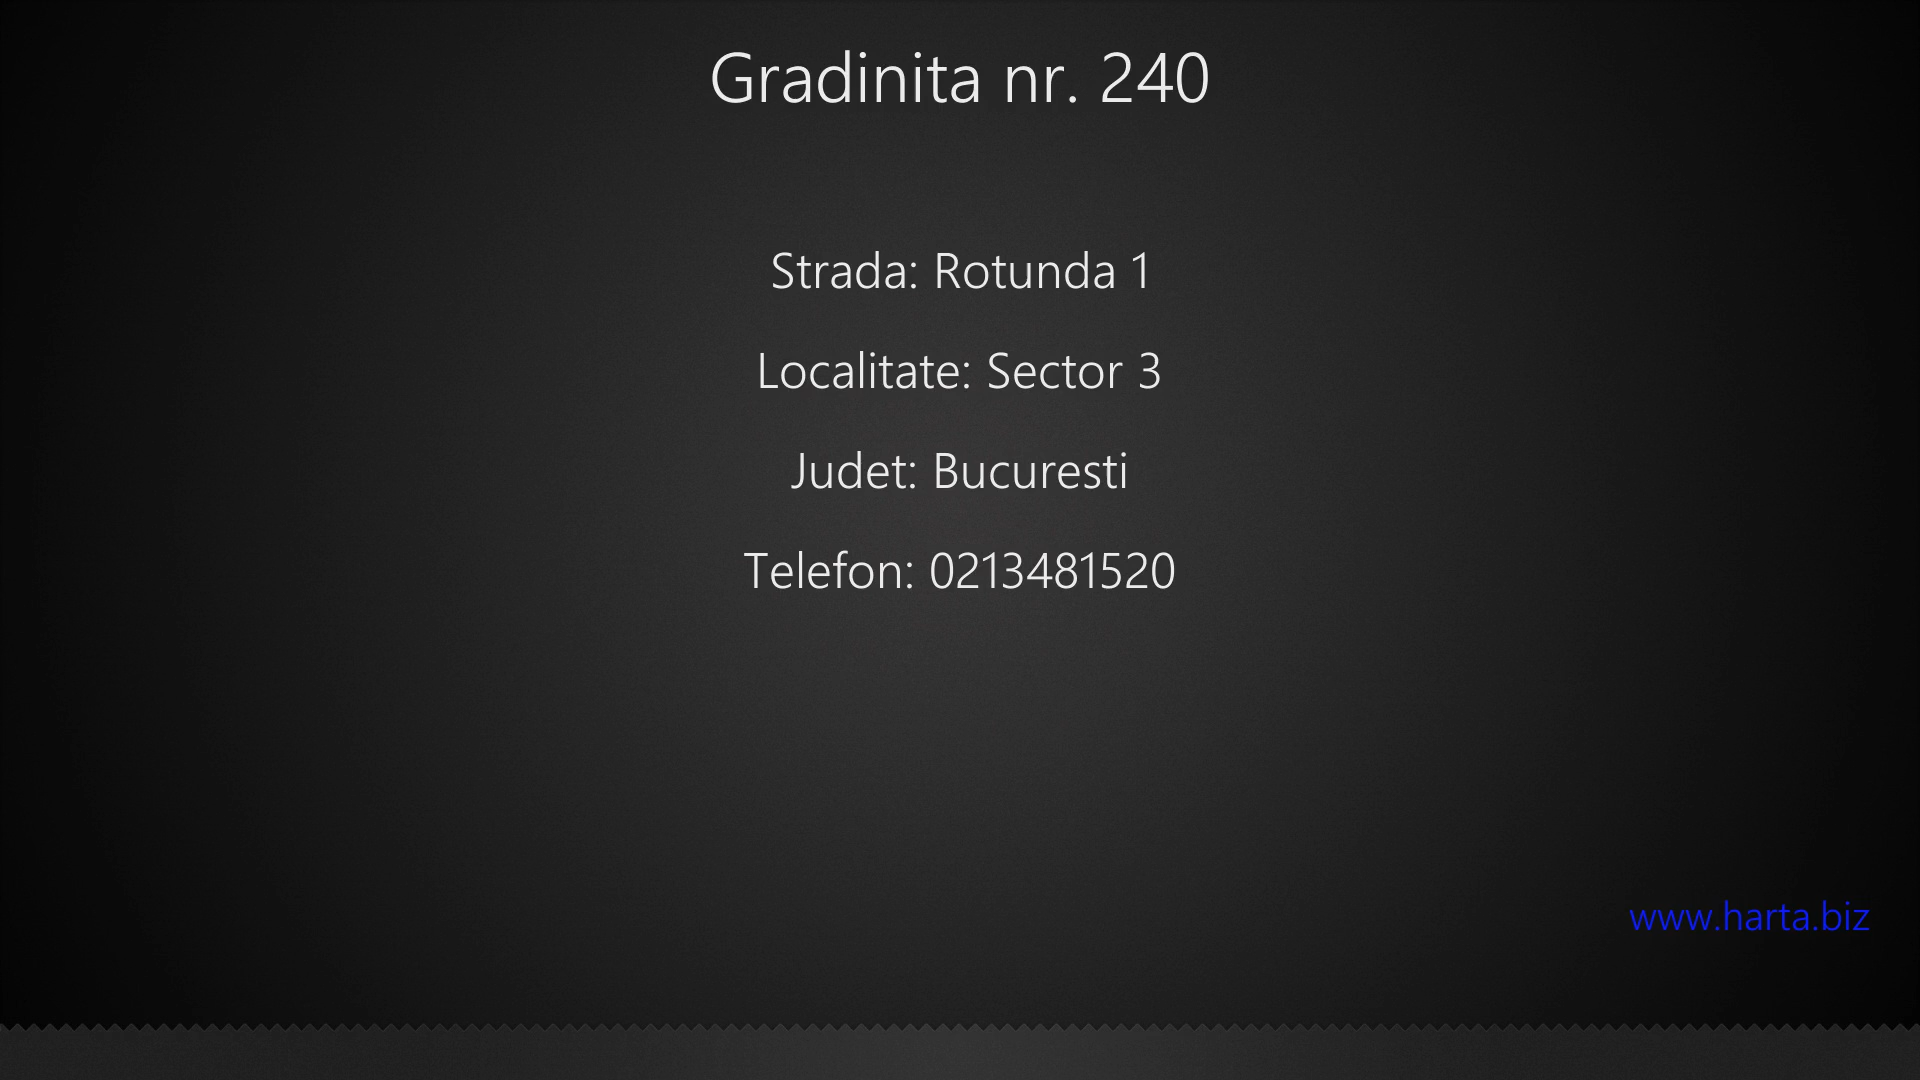 Gradinita nr. 240
Strada: Rotunda 1
Localitate: Sector 3
Judet: Bucuresti
Telefon: 0213481520
www.harta.biz